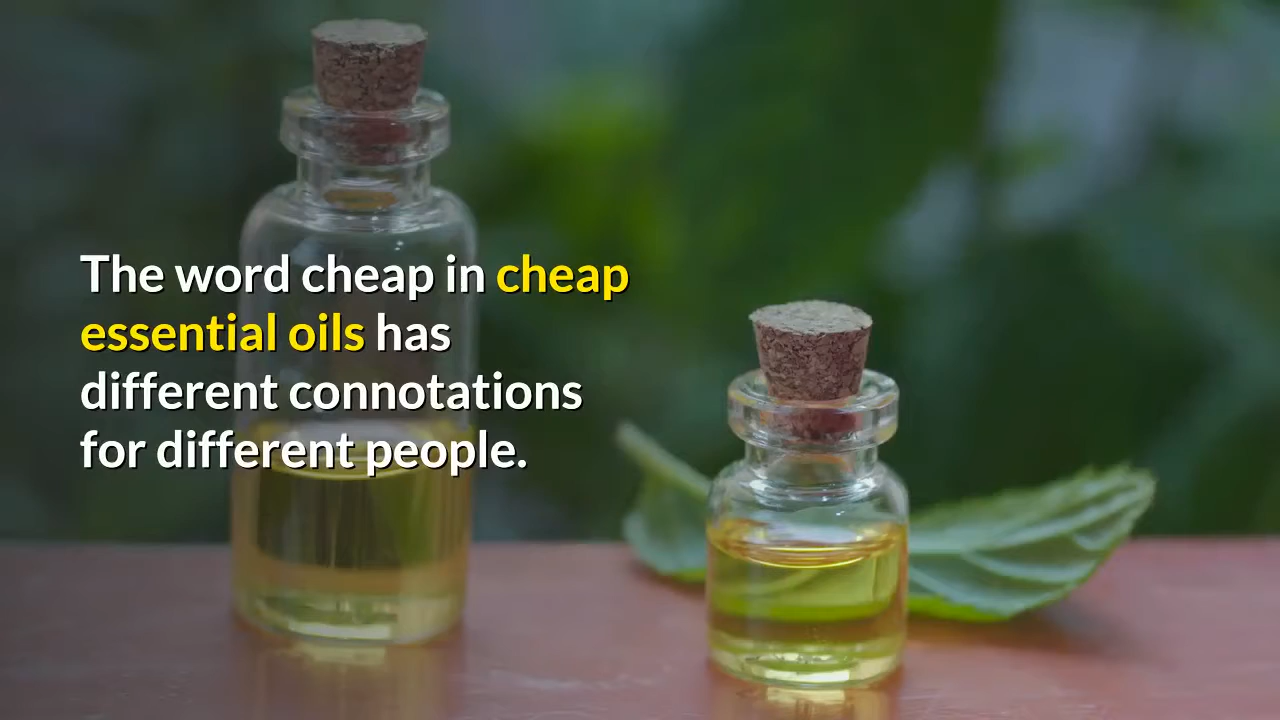 The word cheap in cheap
essential oils has
different connotations
for different people.